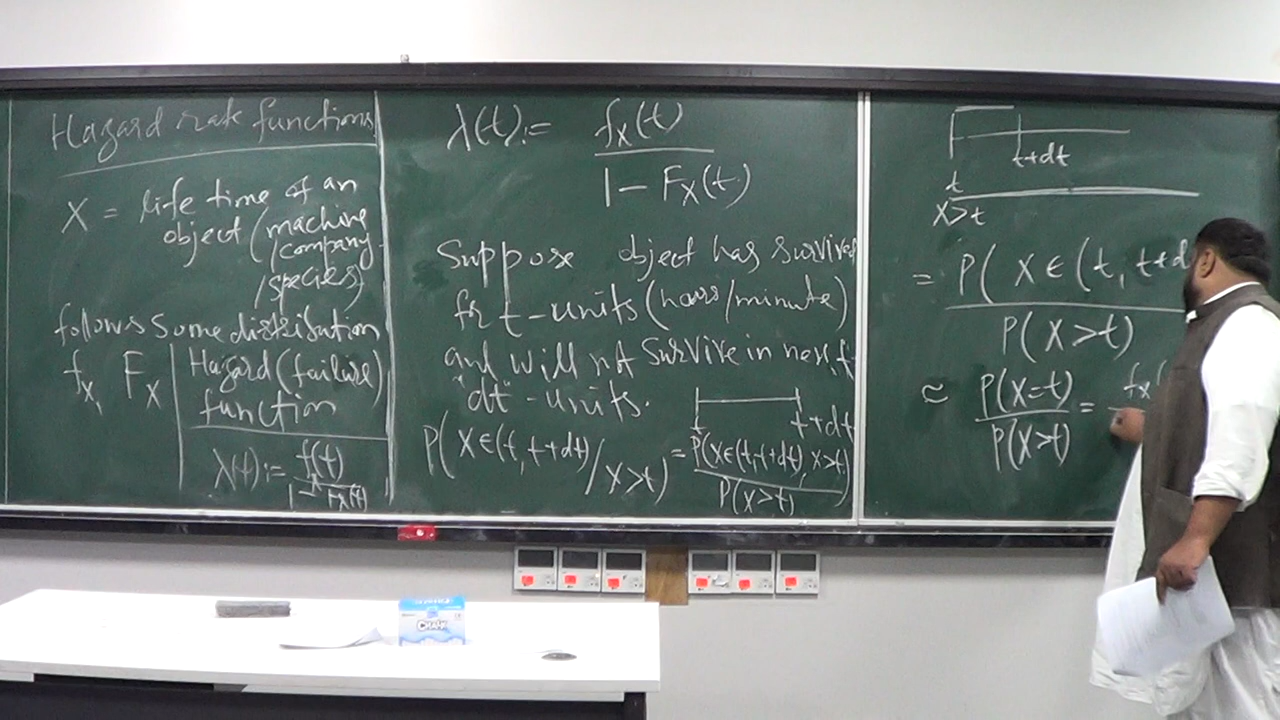 Hazard rate functions
X = life time of an
object (machine
/company
/species)
follows some distribution
fx, Fx
Hazard (failure)
function
λ(t) := fx(t) / 1 - Fx(t)
λ(t) := fx(t) / 1 - Fx(t)
Suppose object has survived
for t-units (hours/minute)
and will not survive in next
"dt"-units.
t+dt
P(X∈(t, t+dt) / X>t) = P(X∈(t, t+dt), X>t) / P(X>t)
t+dt
t
X>t
= P(X∈(t, t+d / P(X>t)
≈ P(X=t) / P(X>t) = fx(